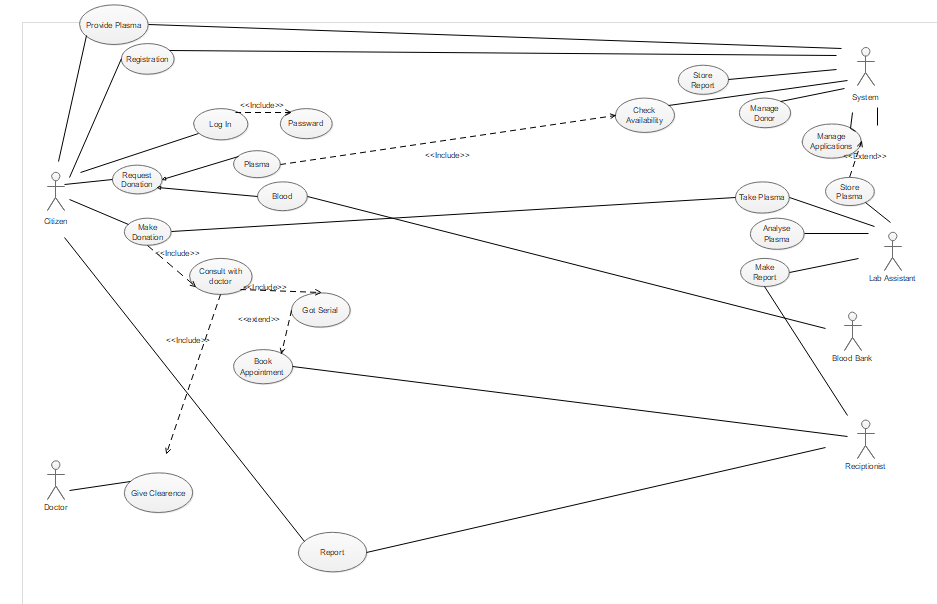 Provide Plasma
Registration
Store
Report
System
<<Include>>
Log In
Passward
Check
Availability
Manage
Donor
Manage
Applications
<<Extend>>
<<Include>>
Plasma
Request
Donation
Blood
Store
Plasma
Take Plasma
Citizen
Make
Donation
Analyse
Plasma
<<Include>>
Consult with
doctor
Make
Report
Lab Assistant
<<Include>>
Got Serial
<<extend>>
<<Include>>
Blood Bank
Book
Appointment
Reciptionist
Doctor
Give Clearence
Report